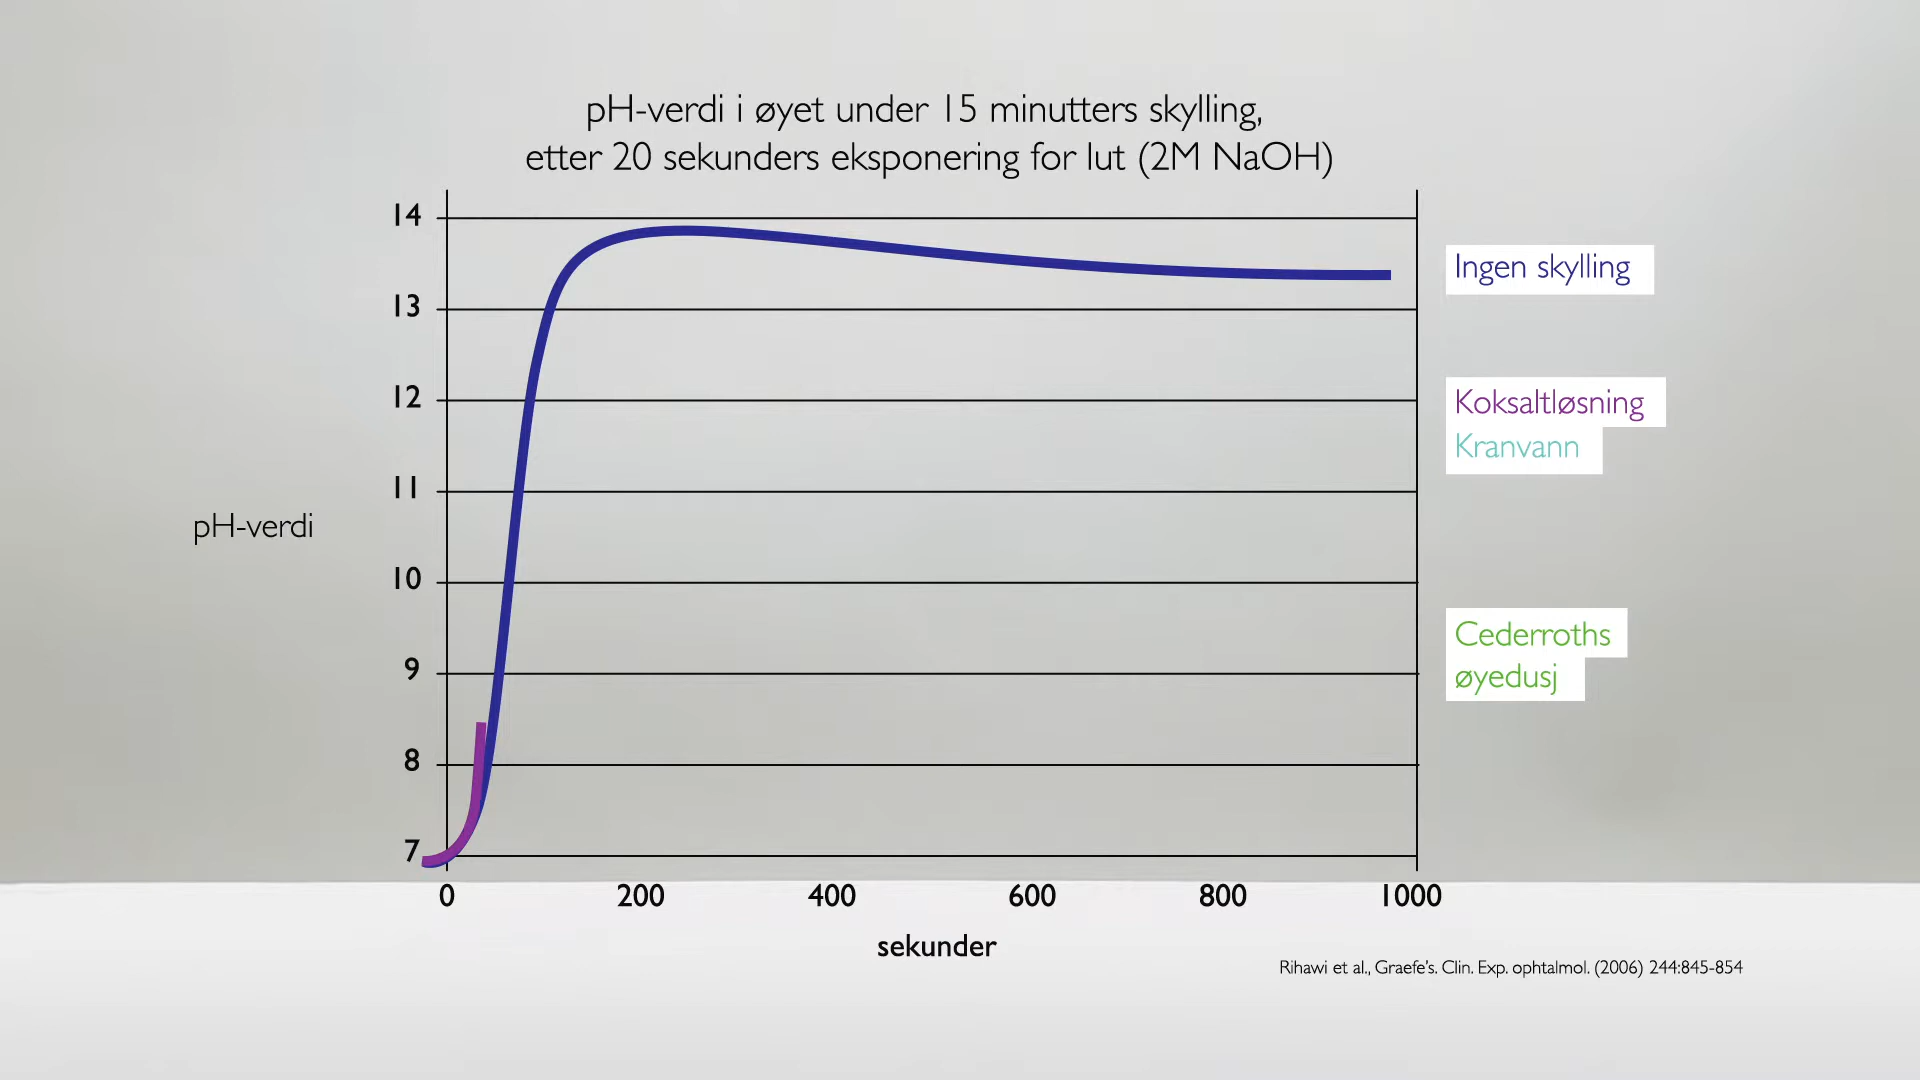 pH-verdi i øyet under 15 minutters skylling,
etter 20 sekunders eksponering for lut (2M NaOH)
14
13
12
11
10
9
8
7
pH-verdi
0 200 400 600 800 1000
sekunder
Ingen skylling
Koksaltløsning
Kranvann
Cederroths
øyedusj
Rihawi et al., Graefe's. Clin. Exp. ophtalmol. (2006) 244:845-854